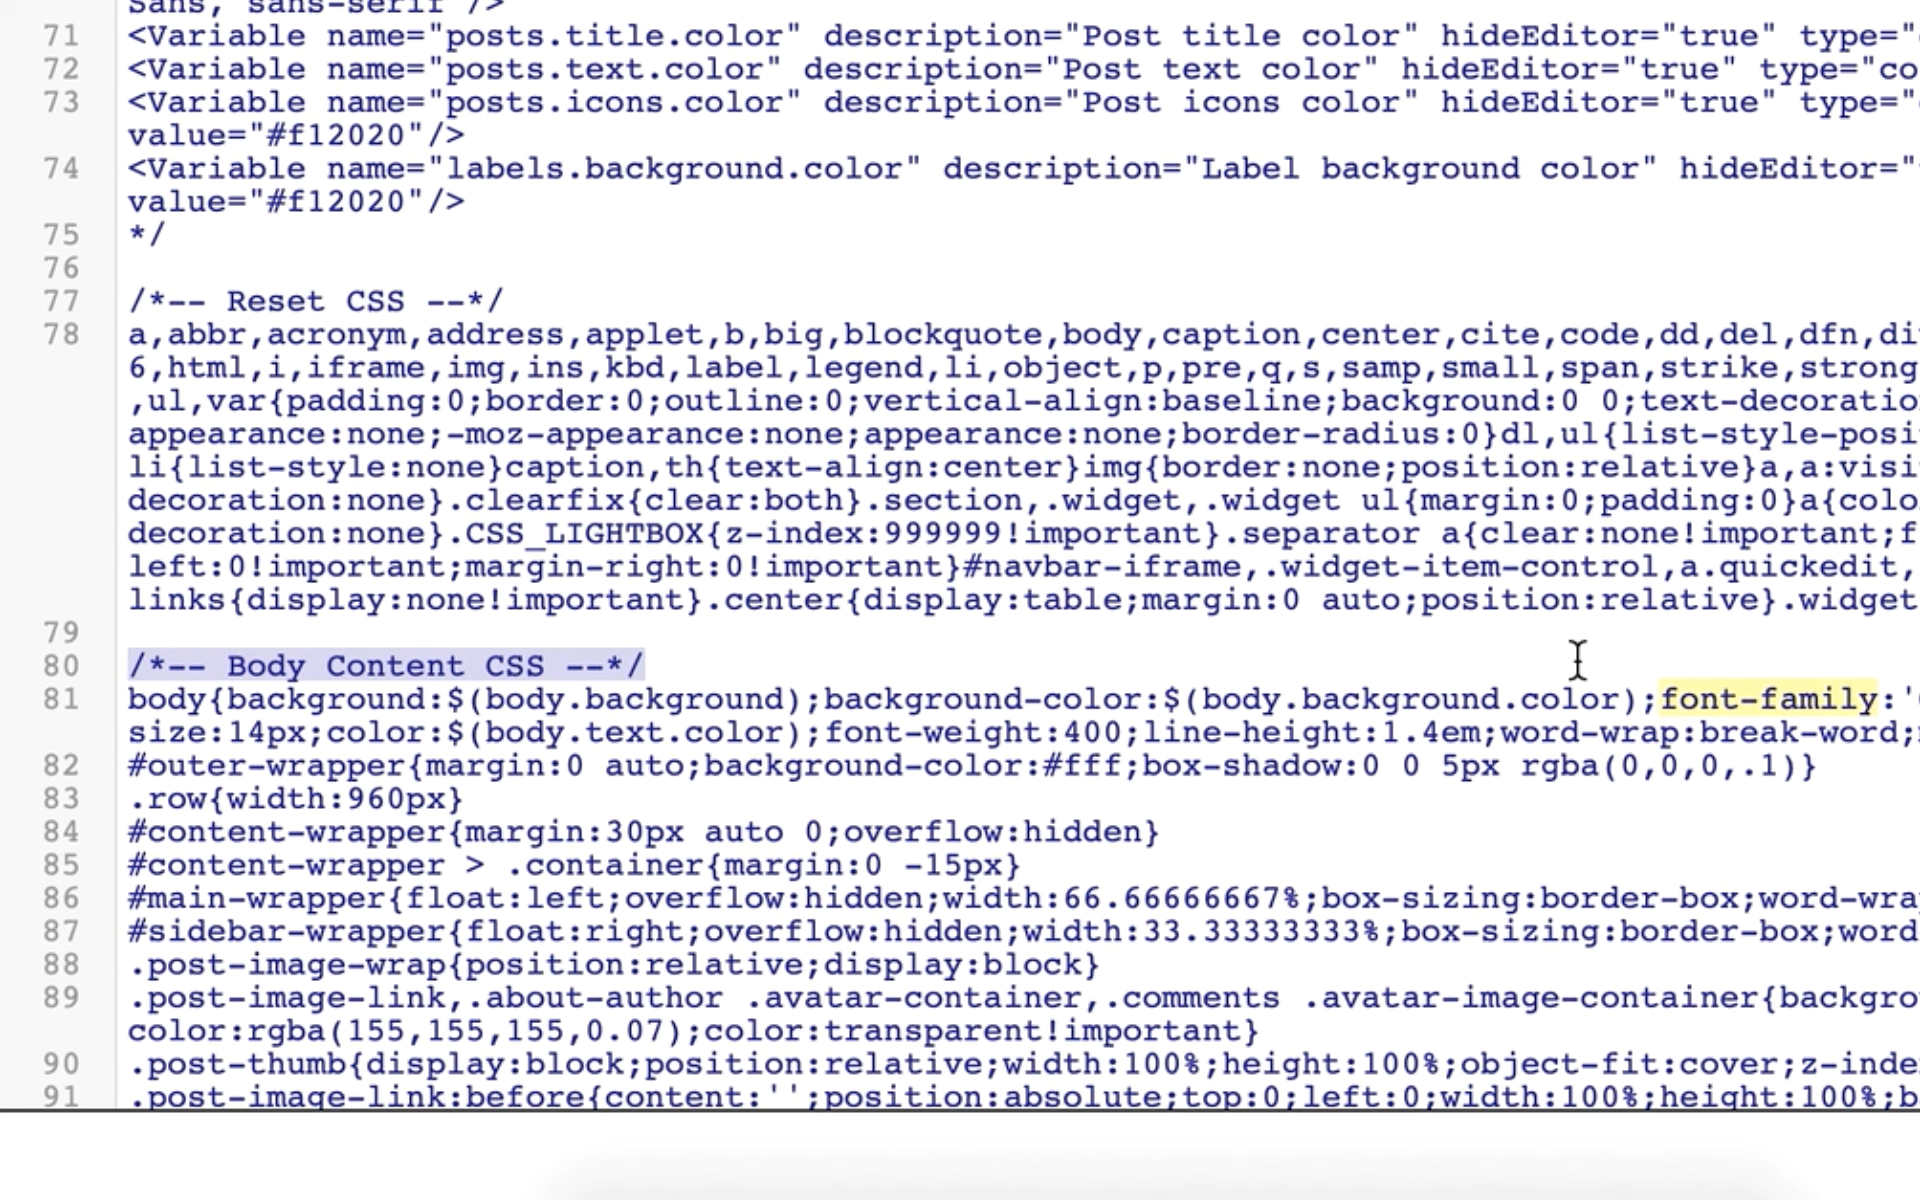 Sans, sans-serif"/>
71 <Variable name="posts.title.color" description="Post title color" hideEditor="true" type="
72 <Variable name="posts.text.color" description="Post text color" hideEditor="true" type="co
73 <Variable name="posts.icons.color" description="Post icons color" hideEditor="true" type="
value="#f12020"/>
74 <Variable name="labels.background.color" description="Label background color" hideEditor="
value="#f12020"/>
75 */
76
77 /*-- Reset CSS --*/
78 a,abbr,acronym,address,applet,b,big,blockquote,body,caption,center,cite,code,dd,del,dfn,di
6,html,i,iframe,img,ins,kbd,label,legend,li,object,p,pre,q,s,samp,small,span,strike,strong
,ul,var{padding:0;border:0;outline:0;vertical-align:baseline;background:0 0;text-decoratio
appearance:none;-moz-appearance:none;appearance:none;border-radius:0}dl,ul{list-style-posi
li{list-style:none}caption,th{text-align:center}img{border:none;position:relative}a,a:visi
decoration:none}.clearfix{clear:both}.section,.widget,.widget ul{margin:0;padding:0}a{colo
decoration:none}.CSS_LIGHTBOX{z-index:999999!important}.separator a{clear:none!important;f
left:0!important;margin-right:0!important}#navbar-iframe,.widget-item-control,a.quickedit,
links{display:none!important}.center{display:table;margin:0 auto;position:relative}.widget
79
80 /*-- Body Content CSS --*/
81 body{background:$(body.background);background-color:$(body.background.color);font-family:'
size:14px;color:$(body.text.color);font-weight:400;line-height:1.4em;word-wrap:break-word;
82 #outer-wrapper{margin:0 auto;background-color:#fff;box-shadow:0 0 5px rgba(0,0,0,.1)}
83 .row{width:960px}
84 #content-wrapper{margin:30px auto 0;overflow:hidden}
85 #content-wrapper > .container{margin:0 -15px}
86 #main-wrapper{float:left;overflow:hidden;width:66.66666667%;box-sizing:border-box;word-wra
87 #sidebar-wrapper{float:right;overflow:hidden;width:33.33333333%;box-sizing:border-box;word
88 .post-image-wrap{position:relative;display:block}
89 .post-image-link,.about-author .avatar-container,.comments .avatar-image-container{backgro
color:rgba(155,155,155,0.07);color:transparent!important}
90 .post-thumb{display:block;position:relative;width:100%;height:100%;object-fit:cover;z-inde
91 .post-image-link:before{content:'';position:absolute;top:0;left:0;width:100%;height:100%;b